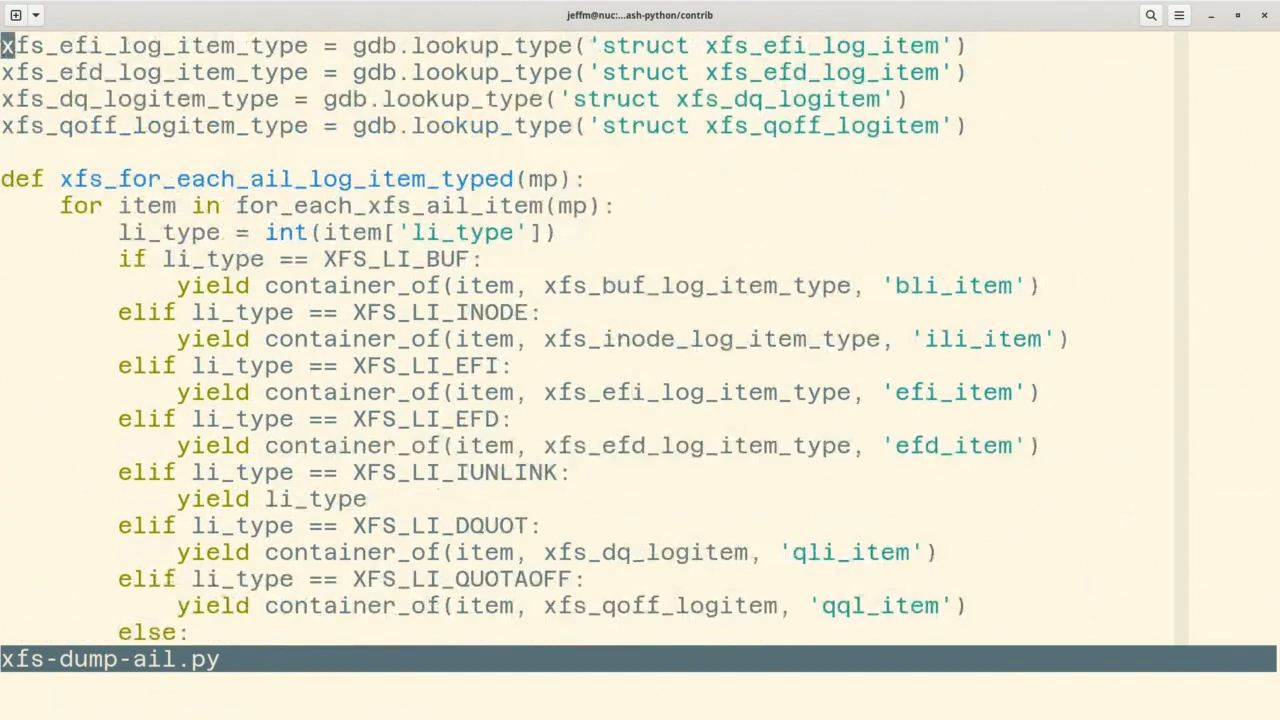 jeffm@nuc:...ash-python/contrib
xfs_efi_log_item_type = gdb.lookup_type('struct xfs_efi_log_item')
xfs_efd_log_item_type = gdb.lookup_type('struct xfs_efd_log_item')
xfs_dq_logitem_type = gdb.lookup_type('struct xfs_dq_logitem')
xfs_qoff_logitem_type = gdb.lookup_type('struct xfs_qoff_logitem')

def xfs_for_each_ail_log_item_typed(mp):
    for item in for_each_xfs_ail_item(mp):
        li_type = int(item['li_type'])
        if li_type == XFS_LI_BUF:
            yield container_of(item, xfs_buf_log_item_type, 'bli_item')
        elif li_type == XFS_LI_INODE:
            yield container_of(item, xfs_inode_log_item_type, 'ili_item')
        elif li_type == XFS_LI_EFI:
            yield container_of(item, xfs_efi_log_item_type, 'efi_item')
        elif li_type == XFS_LI_EFD:
            yield container_of(item, xfs_efd_log_item_type, 'efd_item')
        elif li_type == XFS_LI_IUNLINK:
            yield li_type
        elif li_type == XFS_LI_DQUOT:
            yield container_of(item, xfs_dq_logitem, 'qli_item')
        elif li_type == XFS_LI_QUOTAOFF:
            yield container_of(item, xfs_qoff_logitem, 'qql_item')
        else:
xfs-dump-ail.py